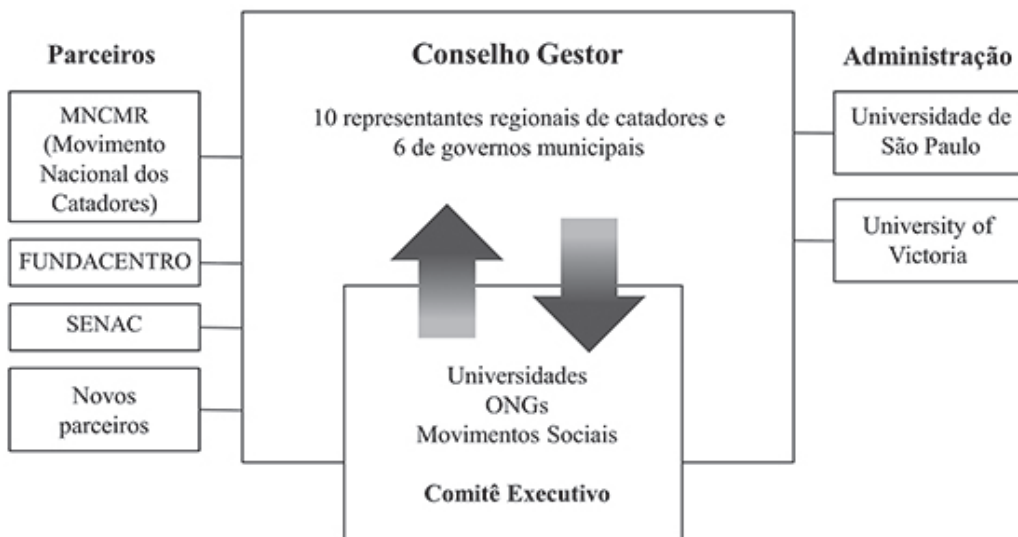 Parceiros
MNCMR
(Movimento
Nacional dos
Catadores)
FUNDACENTRO
SENAC
Novos
parceiros
Conselho Gestor
10 representantes regionais de catadores e
6 de governos municipais
Universidades
ONGs
Movimentos Sociais
Comitê Executivo
Administração
Universidade de
São Paulo
University of
Victoria